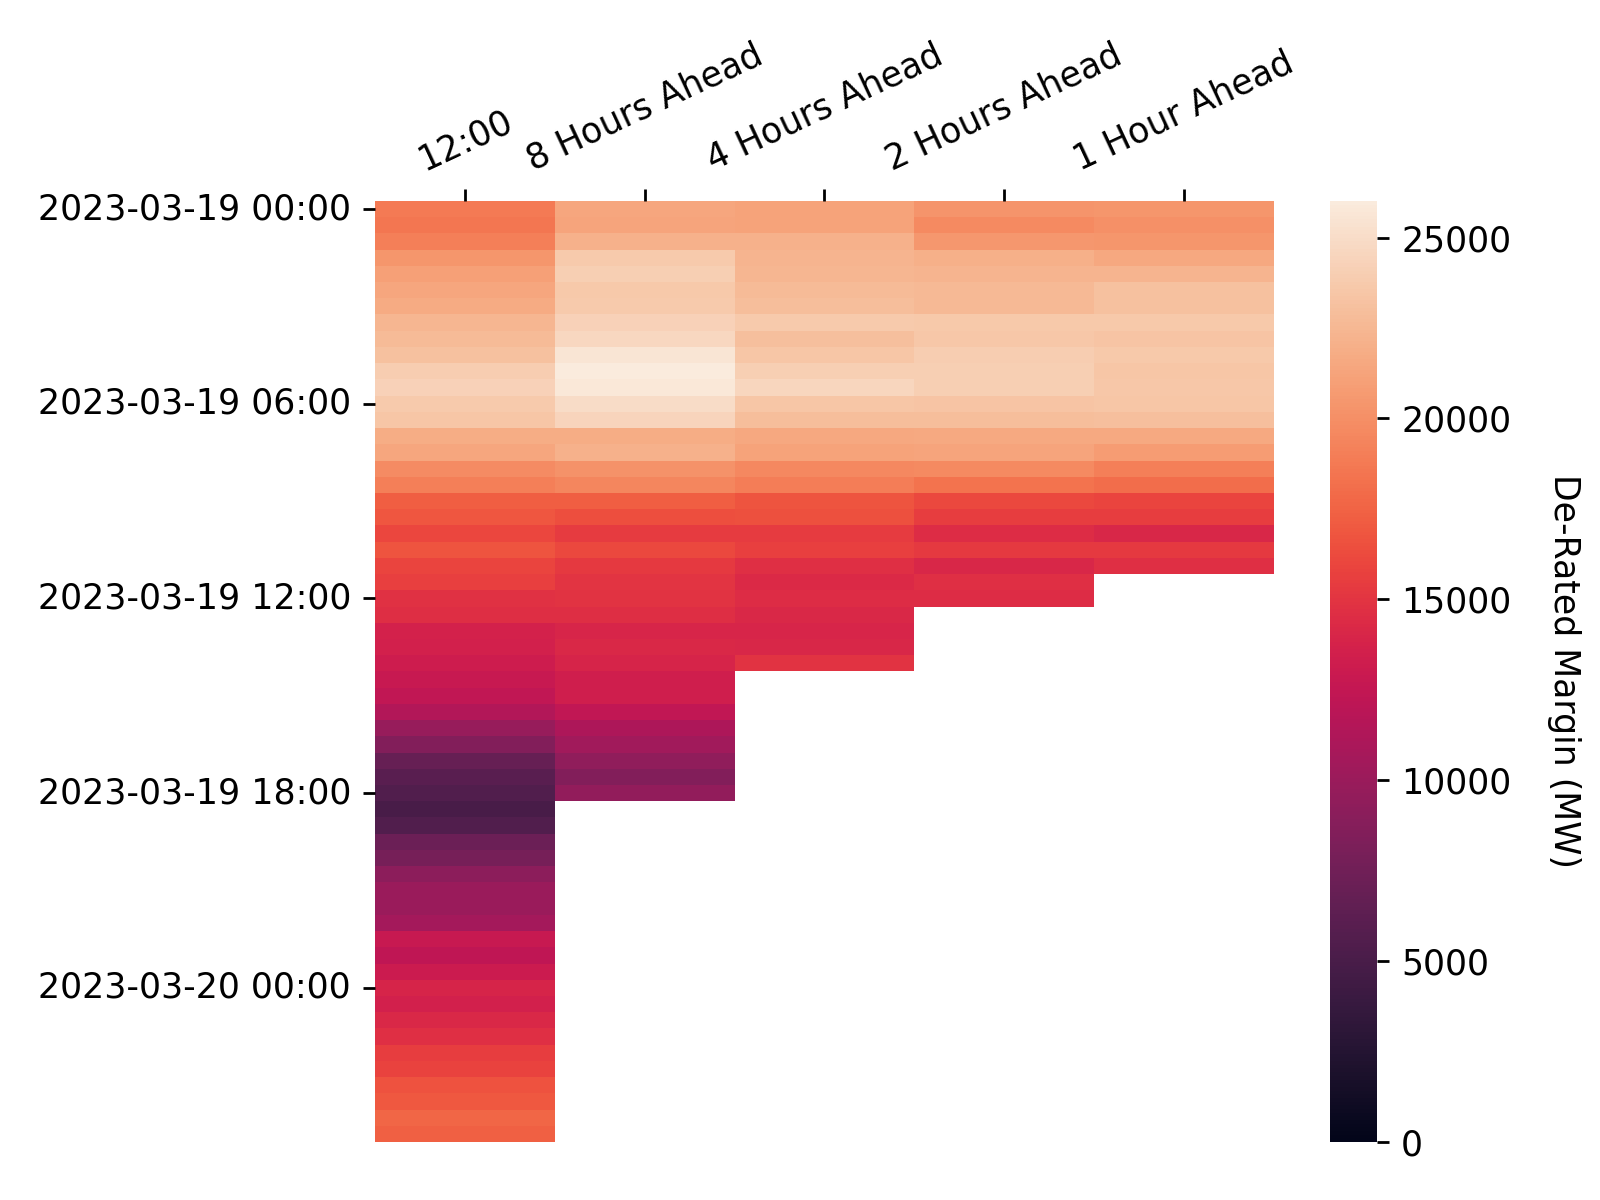 12:00
8 Hours Ahead
4 Hours Ahead
2 Hours Ahead
1 Hour Ahead
2023-03-19 00:00
2023-03-19 06:00
2023-03-19 12:00
2023-03-19 18:00
2023-03-20 00:00
25000
20000
15000
10000
5000
0
De-Rated Margin (MW)